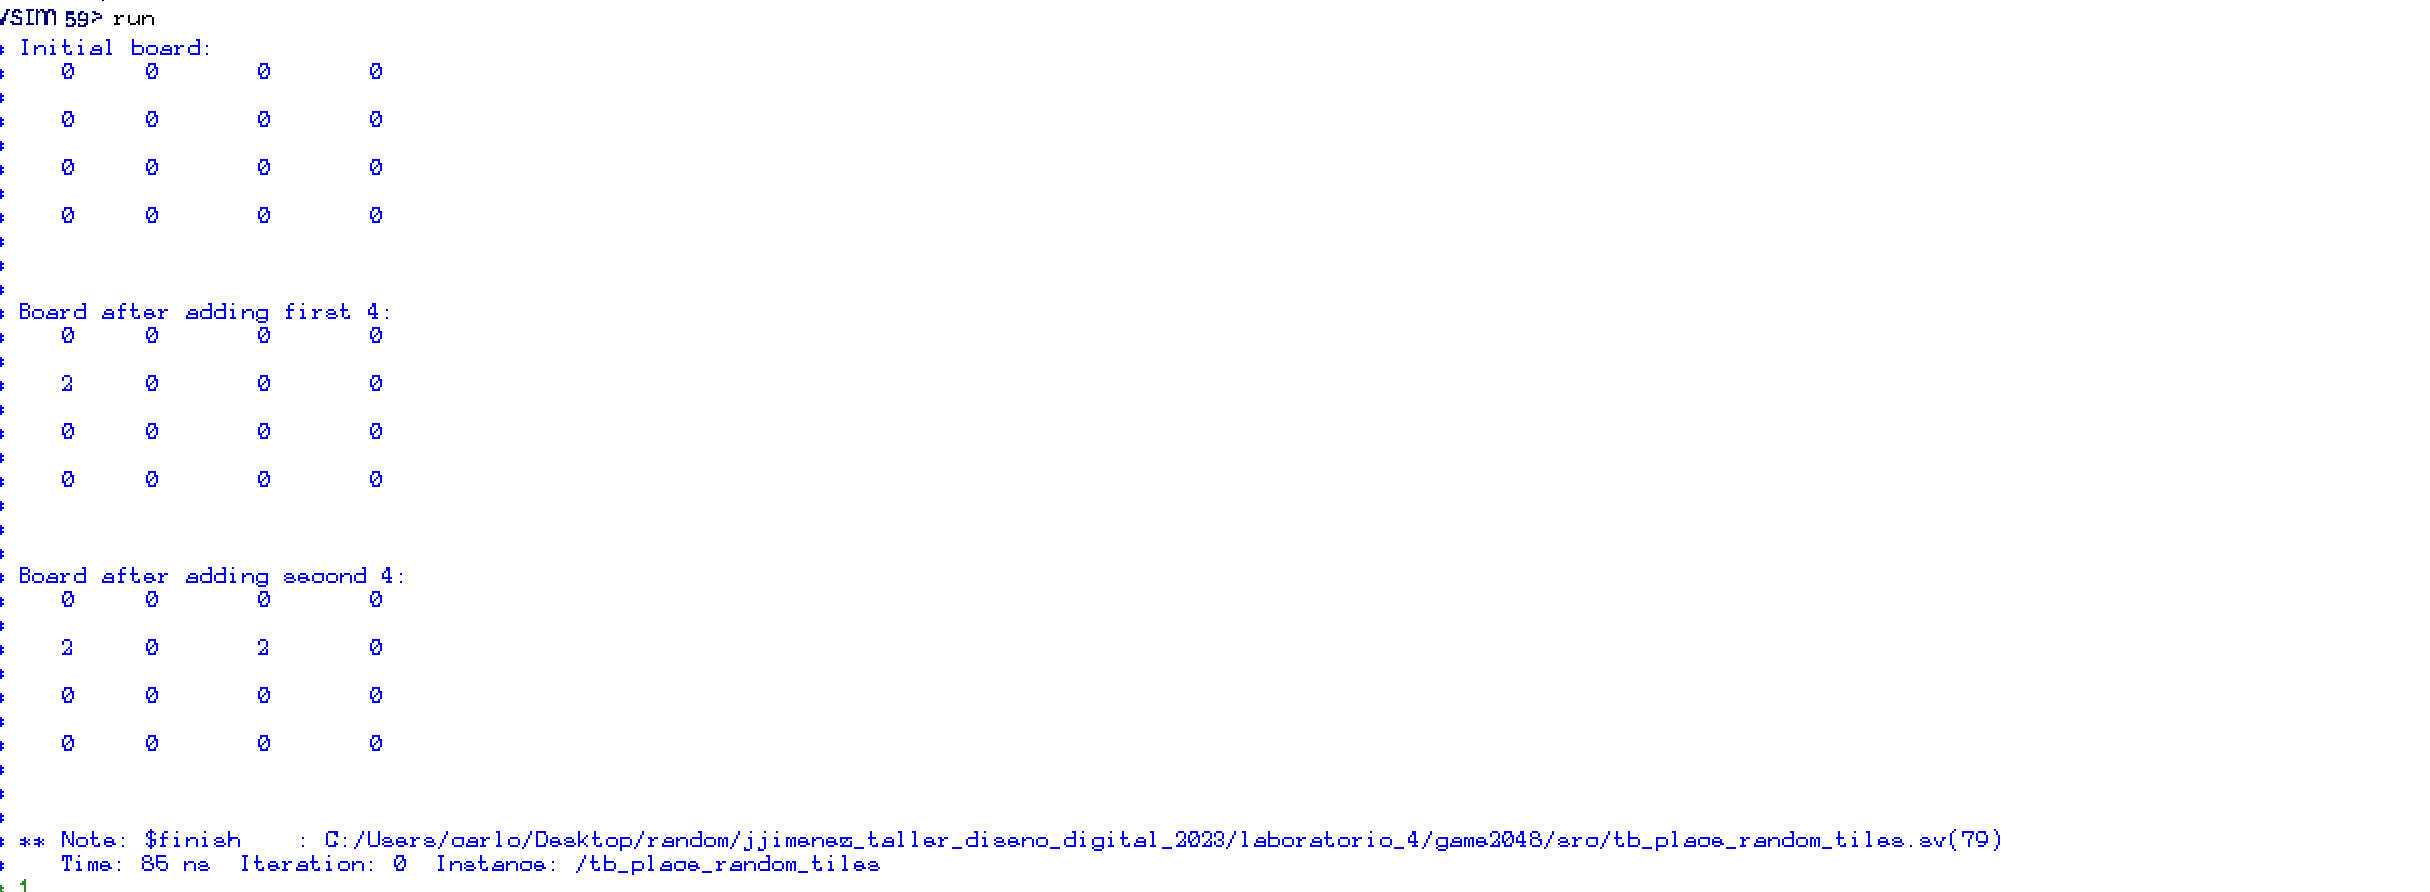 VSIM 59> run
# Initial board:
#    0     0       0       0
#
#    0     0       0       0
#
#    0     0       0       0
#
#    0     0       0       0
#
#
#
# Board after adding first 4:
#    0     0       0       0
#
#    2     0       0       0
#
#    0     0       0       0
#
#    0     0       0       0
#
#
#
# Board after adding second 4:
#    0     0       0       0
#
#    2     0       2       0
#
#    0     0       0       0
#
#    0     0       0       0
#
#
#
# ** Note: $finish    : C:/Users/carlo/Desktop/random/jjimenez_taller_diseno_digital_2023/laboratorio_4/game2048/src/tb_place_random_tiles.sv(79)
#    Time: 85 ns  Iteration: 0  Instance: /tb_place_random_tiles
# 1